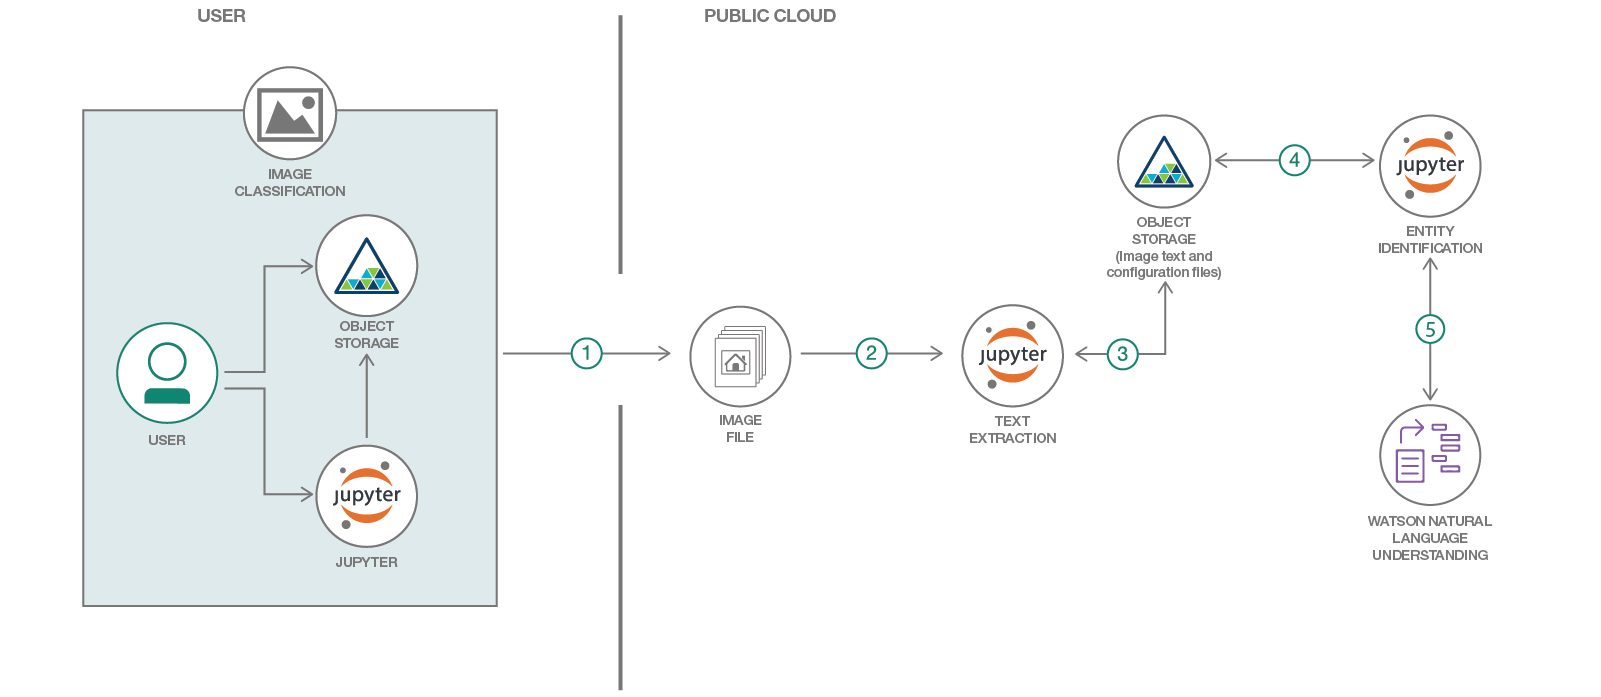 USER
PUBLIC CLOUD
IMAGE
CLASSIFICATION
OBJECT
STORAGE
USER
jupyter
JUPYTER
1
IMAGE
FILE
2
jupyter
TEXT
EXTRACTION
3
OBJECT
STORAGE
(Image text and
configuration files)
4
jupyter
ENTITY
IDENTIFICATION
5
WATSON NATURAL
LANGUAGE
UNDERSTANDING